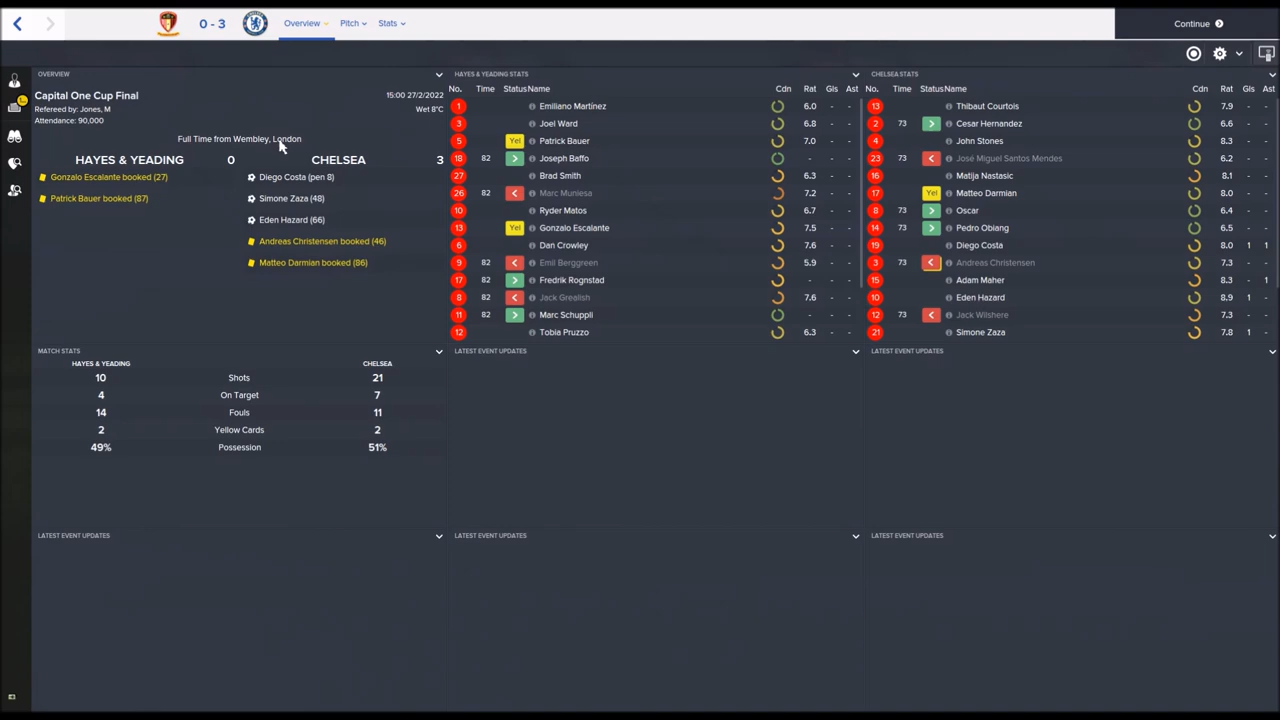 0 - 3
Overview
Pitch
Stats
Continue
OVERVIEW
Capital One Cup Final
15:00 27/2/2022
Refereed by: Jones, M
Wet 8°C
Attendance: 90,000
Full Time from Wembley, London
HAYES & YEADING 0 CHELSEA 3
Gonzalo Escalante booked (27)
Diego Costa (pen 8)
Patrick Bauer booked (87)
Simone Zaza (48)
Eden Hazard (66)
Andreas Christensen booked (46)
Matteo Darmian booked (86)
HAYES & YEADING STATS
No. Time Status Name Cdn Rat Gls Ast
1 Emiliano Martínez 6.0 - -
3 Joel Ward 6.8 - -
5 Yel Patrick Bauer 7.0 - -
18 82 Joseph Baffo - - -
27 Brad Smith 6.3 - -
26 82 Marc Muniesa 7.2 - -
10 Ryder Matos 6.7 - -
13 Yel Gonzalo Escalante 7.5 - -
6 Dan Crowley 7.6 - -
9 82 Emil Berggreen 5.9 - -
17 82 Fredrik Rognstad - - -
8 82 Jack Grealish 7.6 - -
11 82 Marc Schuppli - - -
12 Tobia Pruzzo 6.3 - -
CHELSEA STATS
No. Time Status Name Cdn Rat Gls Ast
13 Thibaut Courtois 7.9 - -
2 73 Cesar Hernandez 6.6 - -
4 John Stones 8.3 - -
23 73 José Miguel Santos Mendes 6.2 - -
16 Matija Nastasic 8.1 - -
17 Yel Matteo Darmian 8.0 - -
8 73 Oscar 6.4 - -
14 73 Pedro Obiang 6.5 - -
19 Diego Costa 8.0 1 1
3 73 Andreas Christensen 7.3 - -
15 Adam Maher 8.3 - 1
10 Eden Hazard 8.9 1 -
12 73 Jack Wilshere 7.3 - -
21 Simone Zaza 7.8 1 -
MATCH STATS
HAYES & YEADING CHELSEA
10 Shots 21
4 On Target 7
14 Fouls 11
2 Yellow Cards 2
49% Possession 51%
LATEST EVENT UPDATES
LATEST EVENT UPDATES
LATEST EVENT UPDATES
LATEST EVENT UPDATES
LATEST EVENT UPDATES